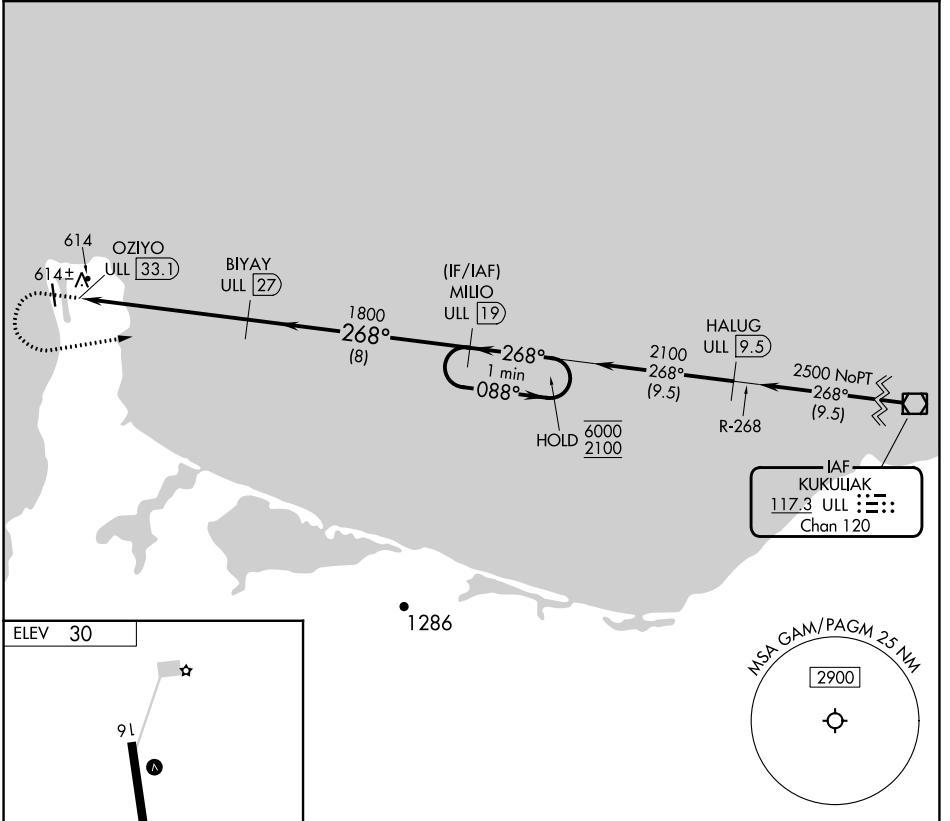 614
614±
OZIYO
ULL 33.1
BIYAY
ULL 27
1800
268°
(8)
(IF/IAF)
MILIO
ULL 19
268°
1 min
088°
HOLD 6000
2100
2100
268°
(9.5)
HALUG
ULL 9.5
R-268
2500 NoPT
268°
(9.5)
IAF
KUKULIAK
117.3 ULL
Chan 120
1286
ELEV 30
16
V
MSA GAM/PAGM 25 NM
2900